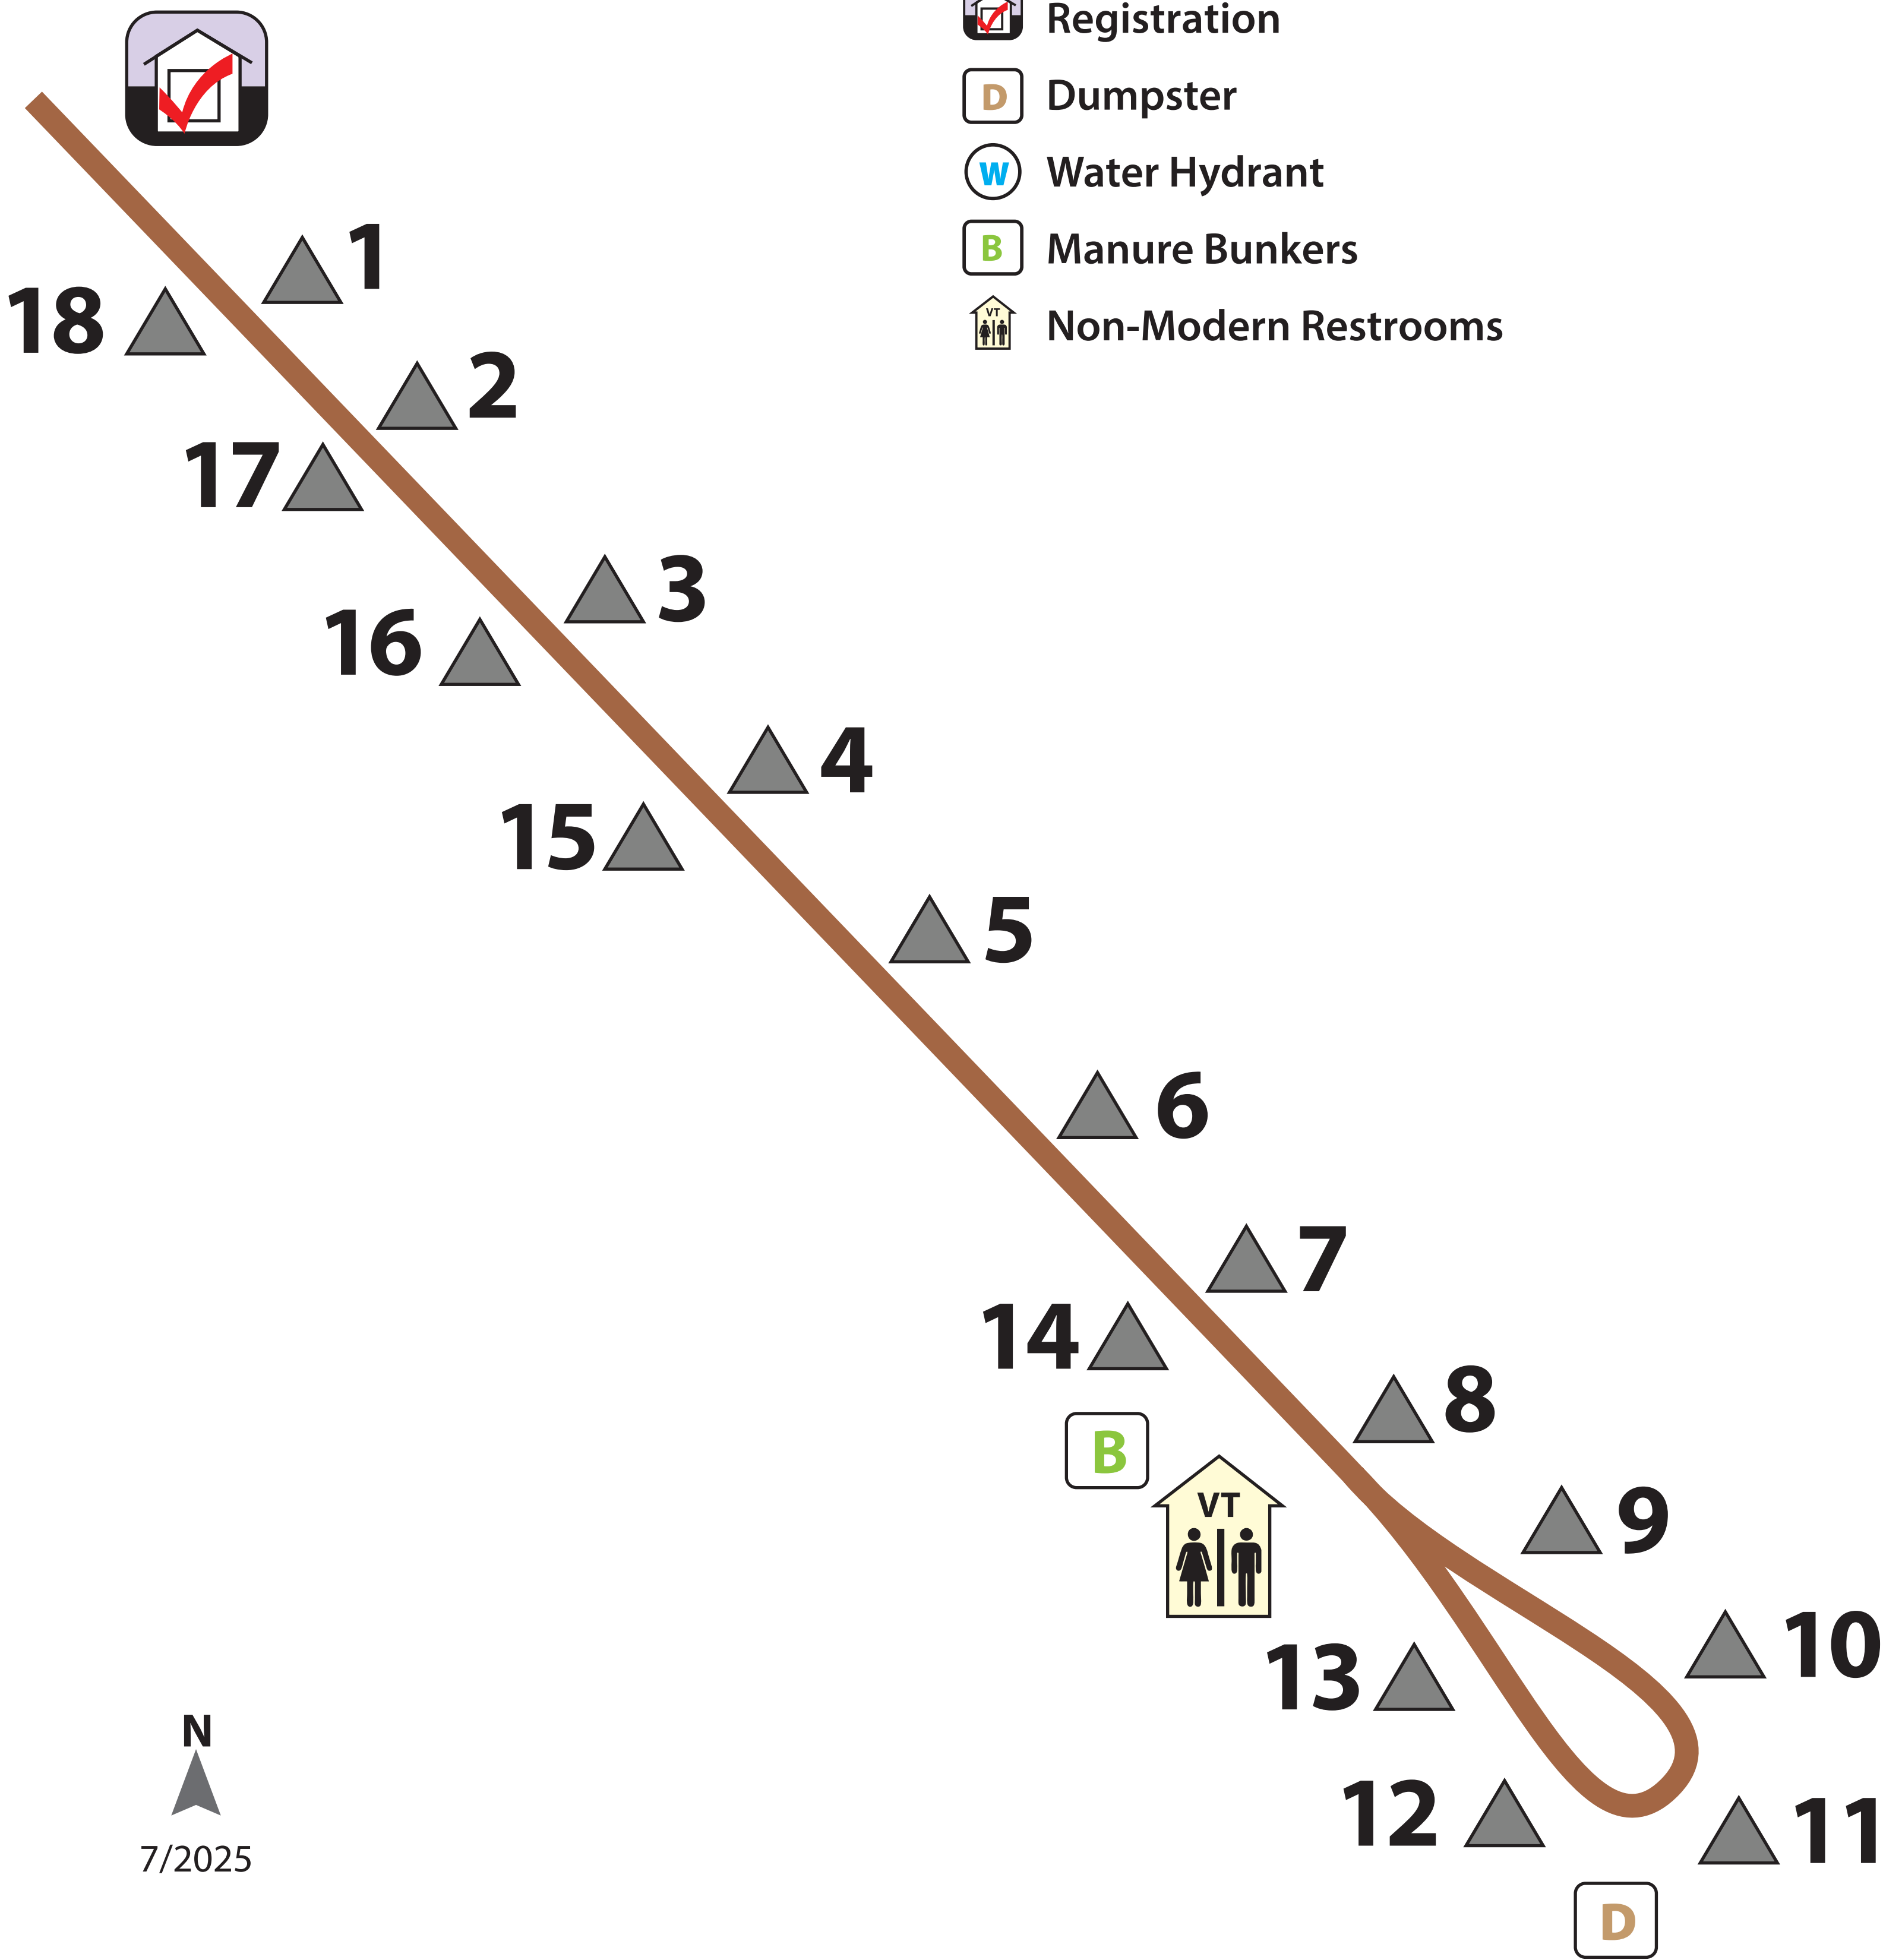 Registration
D Dumpster
W Water Hydrant
B Manure Bunkers
VT Non-Modern Restrooms
1
18
2
17
3
16
4
15
5
6
7
14
8
B
VT
9
10
13
N
12
11
7/2025
D